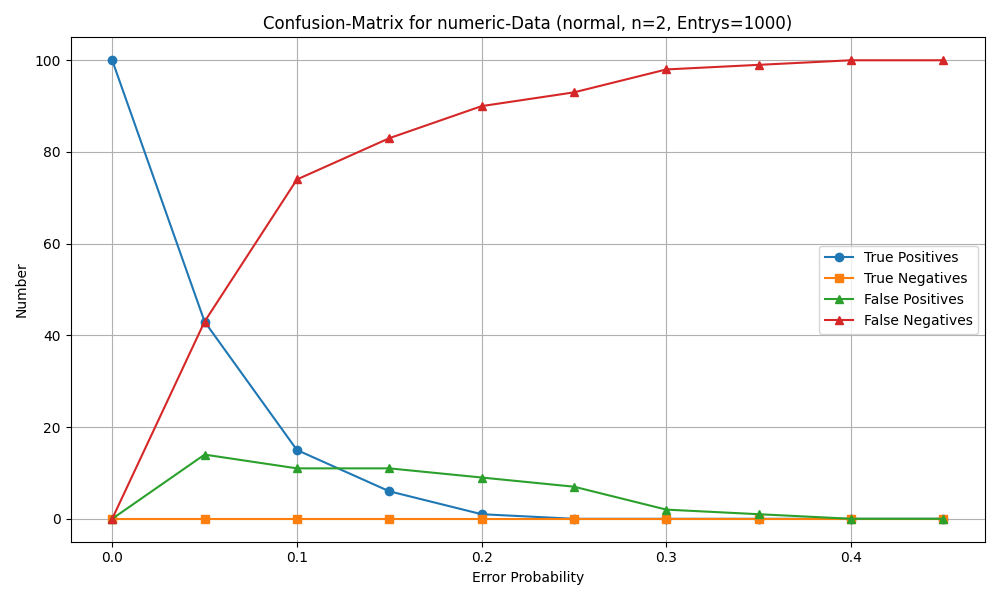 Confusion-Matrix for numeric-Data (normal, n=2, Entrys=1000)
100
80
60
40
20
0
Number
True Positives
True Negatives
False Positives
False Negatives
0.0 0.1 0.2 0.3 0.4
Error Probability